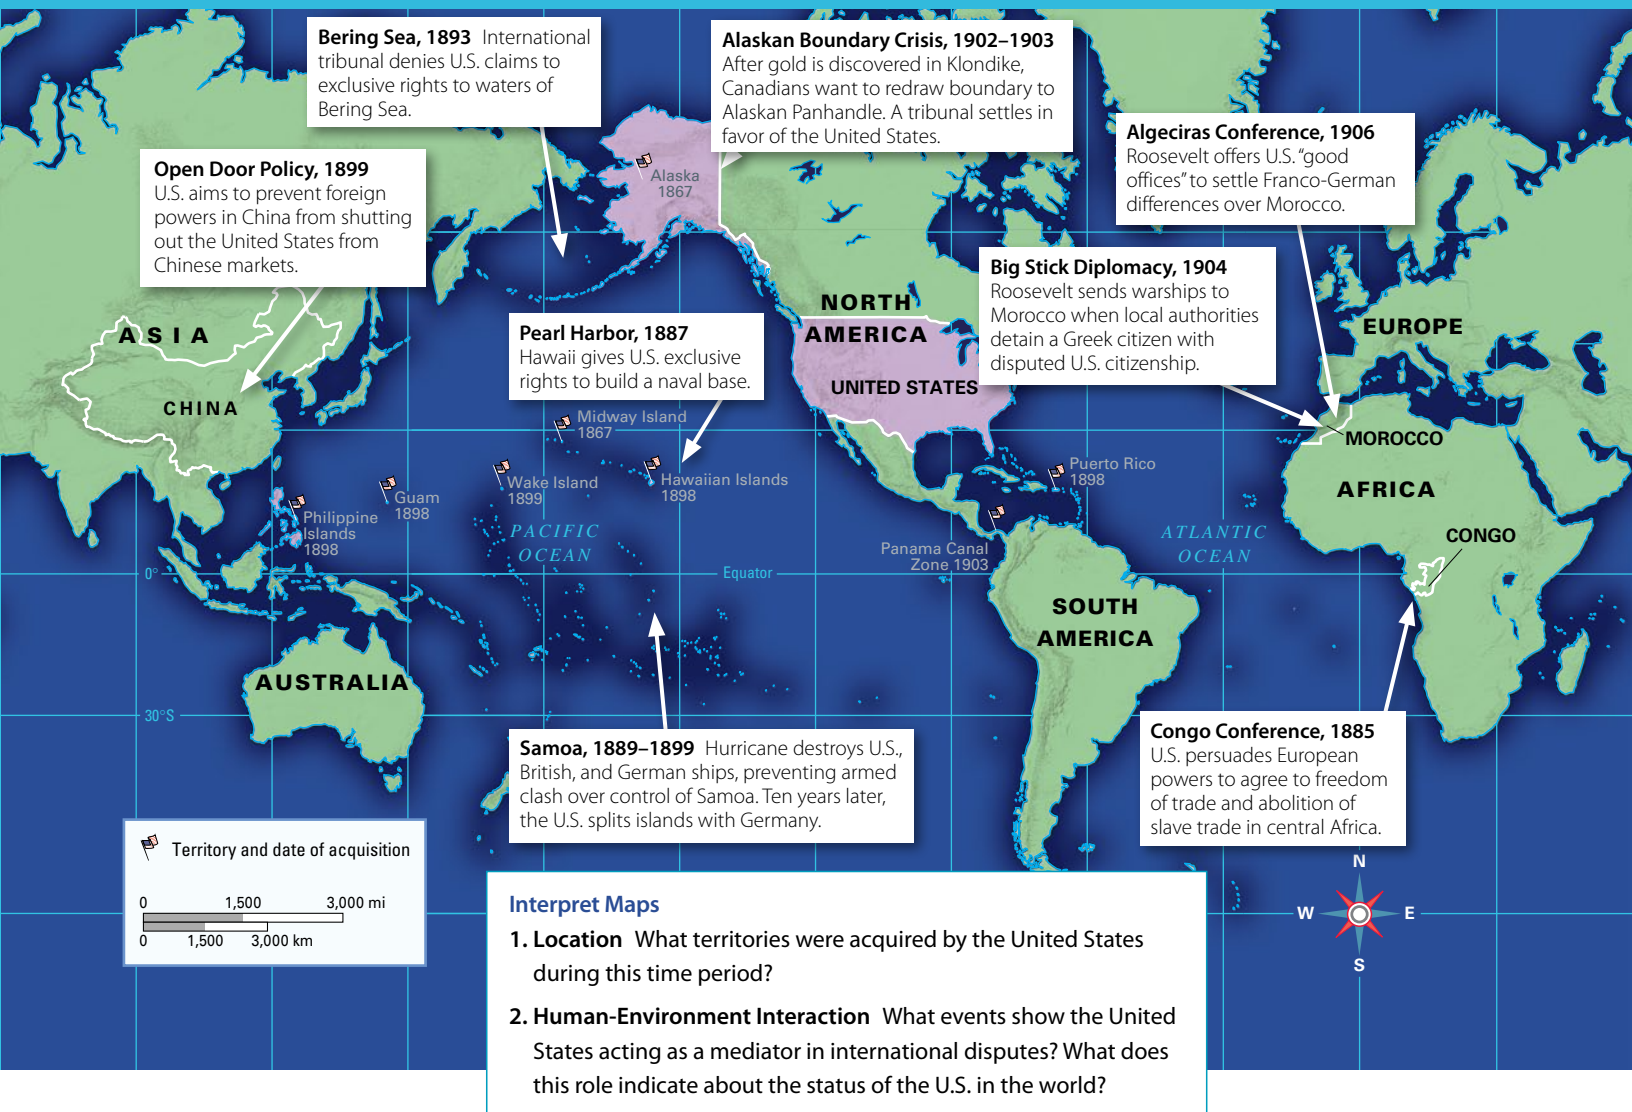 Bering Sea, 1893 International
tribunal denies U.S. claims to
exclusive rights to waters of
Bering Sea.
Alaskan Boundary Crisis, 1902–1903
After gold is discovered in Klondike,
Canadians want to redraw boundary to
Alaskan Panhandle. A tribunal settles in
favor of the United States.
Algeciras Conference, 1906
Roosevelt offers U.S. “good
offices” to settle Franco-German
differences over Morocco.
Open Door Policy, 1899
U.S. aims to prevent foreign
powers in China from shutting
out the United States from
Chinese markets.
Alaska
1867
Big Stick Diplomacy, 1904
Roosevelt sends warships to
Morocco when local authorities
detain a Greek citizen with
disputed U.S. citizenship.
Pearl Harbor, 1887
Hawaii gives U.S. exclusive
rights to build a naval base.
NORTH
AMERICA
UNITED STATES
EUROPE
ASIA
CHINA
MOROCCO
AFRICA
CONGO
Midway Island
1867
Wake Island
1899
Hawaiian Islands
1898
Guam
1898
Philippine
Islands
1898
Puerto Rico
1898
Panama Canal
Zone 1903
PACIFIC
OCEAN
ATLANTIC
OCEAN
0°
Equator
SOUTH
AMERICA
AUSTRALIA
30°S
Samoa, 1889–1899 Hurricane destroys U.S.,
British, and German ships, preventing armed
clash over control of Samoa. Ten years later,
the U.S. splits islands with Germany.
Congo Conference, 1885
U.S. persuades European
powers to agree to freedom
of trade and abolition of
slave trade in central Africa.
Territory and date of acquisition
0 1,500 3,000 mi
0 1,500 3,000 km
N
W E
S
Interpret Maps
1. Location What territories were acquired by the United States
during this time period?
2. Human-Environment Interaction What events show the United
States acting as a mediator in international disputes? What does
this role indicate about the status of the U.S. in the world?